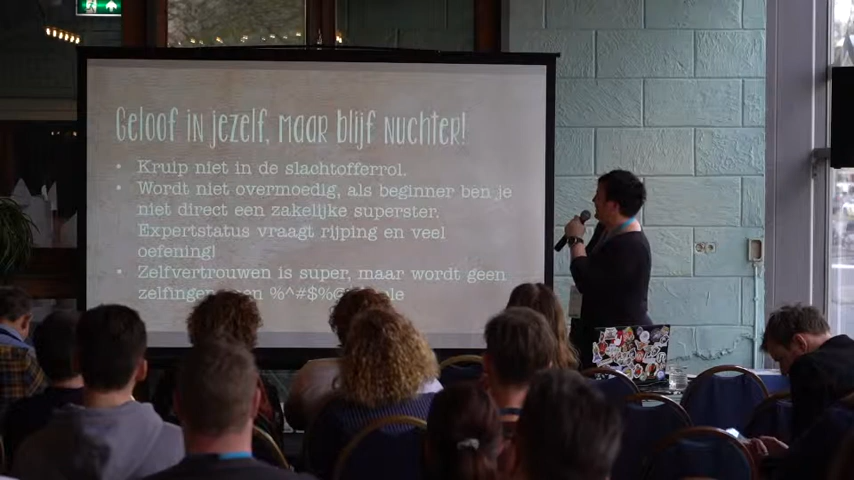 Geloof in jezelf, maar blijf nuchter!
• Kruip niet in de slachtofferrol.
• Wordt niet overmoedig, als beginner ben je
niet direct een zakelijke superster.
Expertstatus vraagt rijping en veel
oefening!
• Zelfvertrouwen is super, maar wordt geen